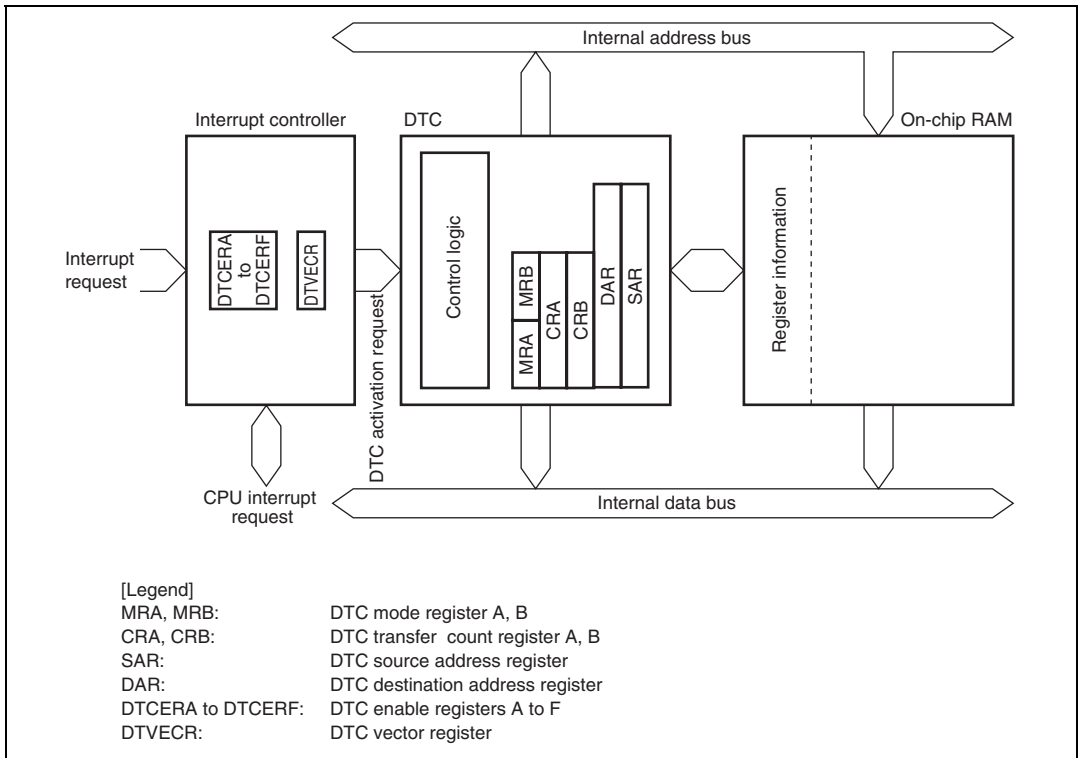 Internal address bus
Interrupt controller
DTC
On-chip RAM
Interrupt
request
DTCERA
to
DTCERF
DTVECR
DTC activation request
Control logic
MRA
MRB
CRA
CRB
DAR
SAR
Register information
CPU interrupt
request
Internal data bus
[Legend]
MRA, MRB: DTC mode register A, B
CRA, CRB: DTC transfer count register A, B
SAR: DTC source address register
DAR: DTC destination address register
DTCERA to DTCERF: DTC enable registers A to F
DTVECR: DTC vector register